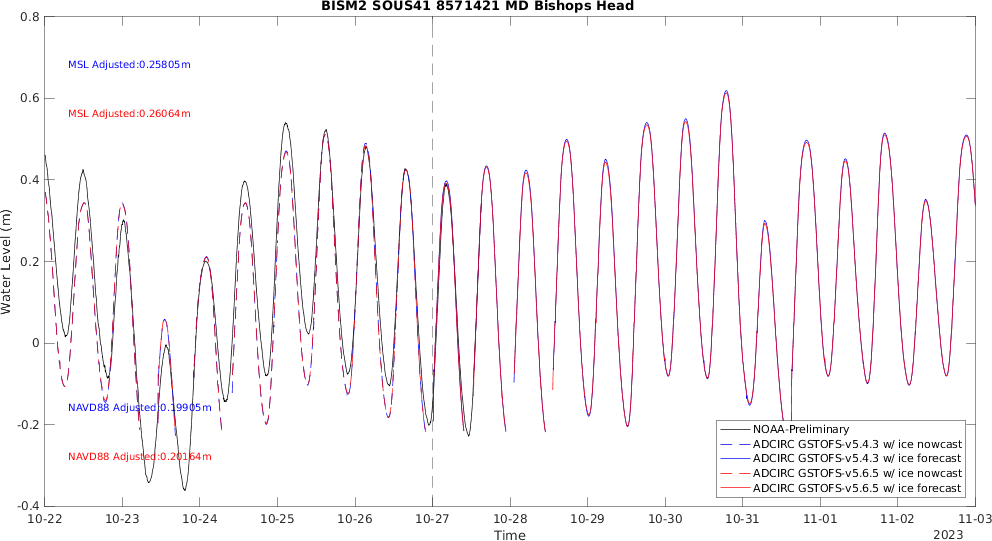 BISM2 SOUS41 8571421 MD Bishops Head
0.8
0.6
0.4
0.2
0
-0.2
-0.4
Water Level (m)
MSL Adjusted:0.25805m
MSL Adjusted:0.26064m
NAVD88 Adjusted:0.19905m
NAVD88 Adjusted:0.20164m
NOAA-Preliminary
ADCIRC GSTOFS-v5.4.3 w/ ice nowcast
ADCIRC GSTOFS-v5.4.3 w/ ice forecast
ADCIRC GSTOFS-v5.6.5 w/ ice nowcast
ADCIRC GSTOFS-v5.6.5 w/ ice forecast
10-22 10-23 10-24 10-25 10-26 10-27 10-28 10-29 10-30 10-31 11-01 11-02 11-03
Time
2023